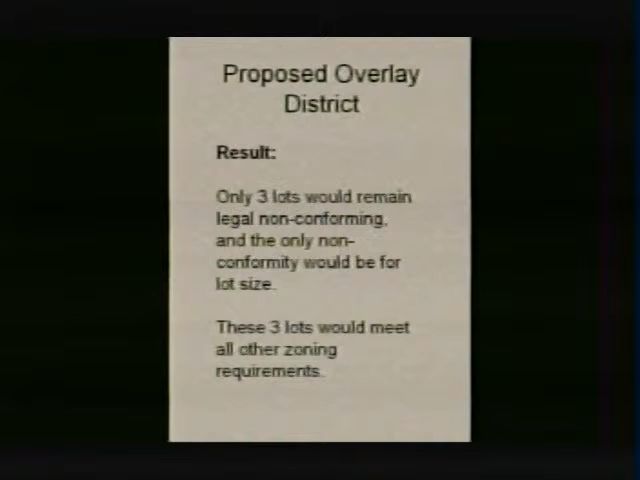 Proposed Overlay
District
Result:
Only 3 lots would remain
legal non-conforming,
and the only non-
conformity would be for
lot size.
These 3 lots would meet
all other zoning
requirements.